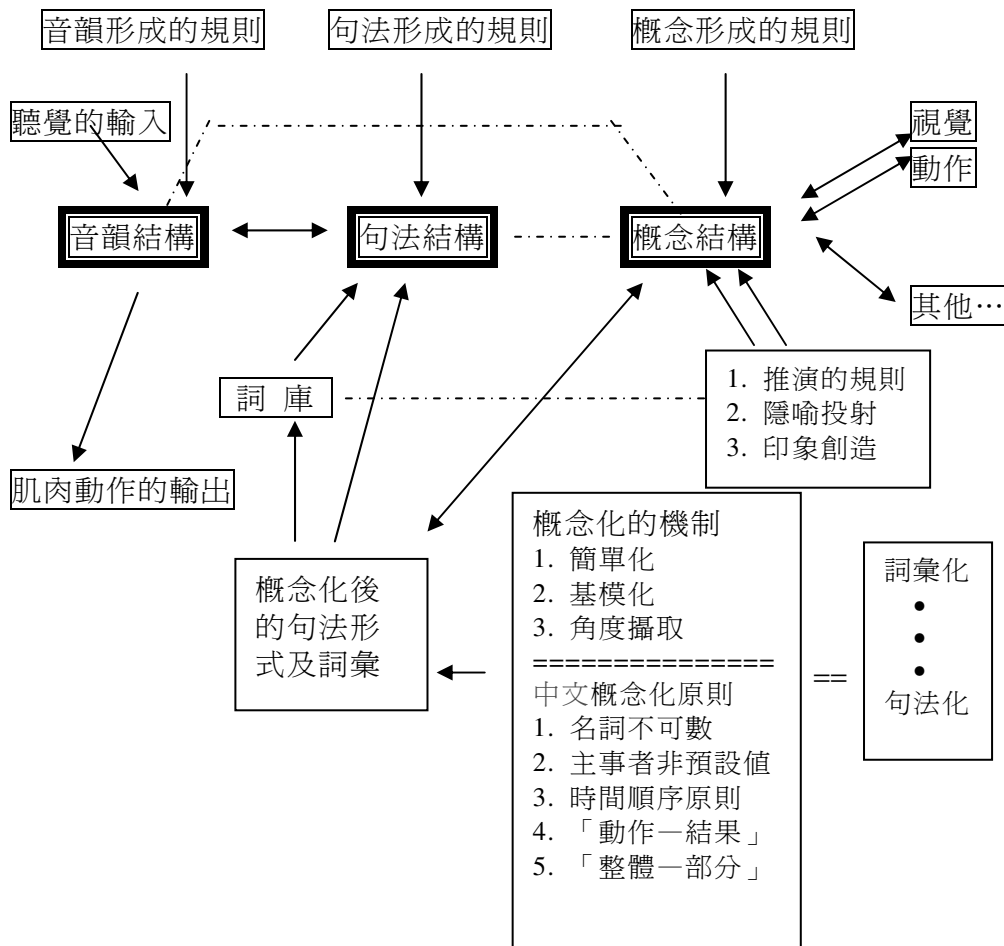 音韻形成的規則
句法形成的規則
概念形成的規則
聽覺的輸入
視覺
動作
音韻結構
句法結構
概念結構
其他…
詞 庫
1. 推演的規則
2. 隱喻投射
3. 印象創造
肌肉動作的輸出
概念化後
的句法形
式及詞彙
概念化的機制
1. 簡單化
2. 基模化
3. 角度攝取
===============
中文概念化原則
1. 名詞不可數
2. 主事者非預設值
3. 時間順序原則
4. 「動作—結果」
5. 「整體—部分」
==
詞彙化
•
•
•
句法化